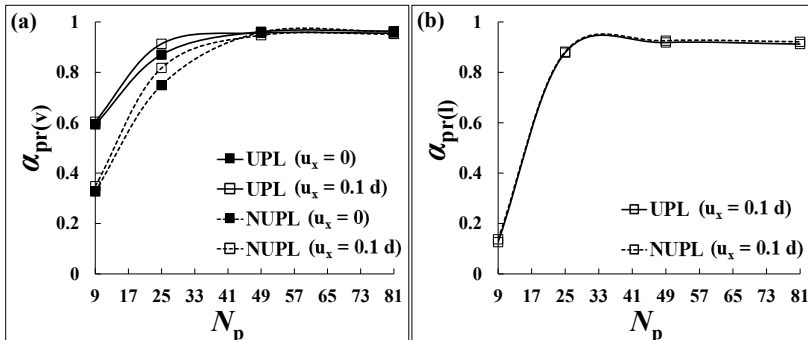 (a)
α_pr(v)
1
0.8
0.6
0.4
0.2
0
UPL (u_x = 0)
UPL (u_x = 0.1 d)
NUPL (u_x = 0)
NUPL (u_x = 0.1 d)
9 17 25 33 41 49 57 65 73 81
N_p
(b)
α_pr(l)
1
0.8
0.6
0.4
0.2
0
UPL (u_x = 0.1 d)
NUPL (u_x = 0.1 d)
9 17 25 33 41 49 57 65 73 81
N_p